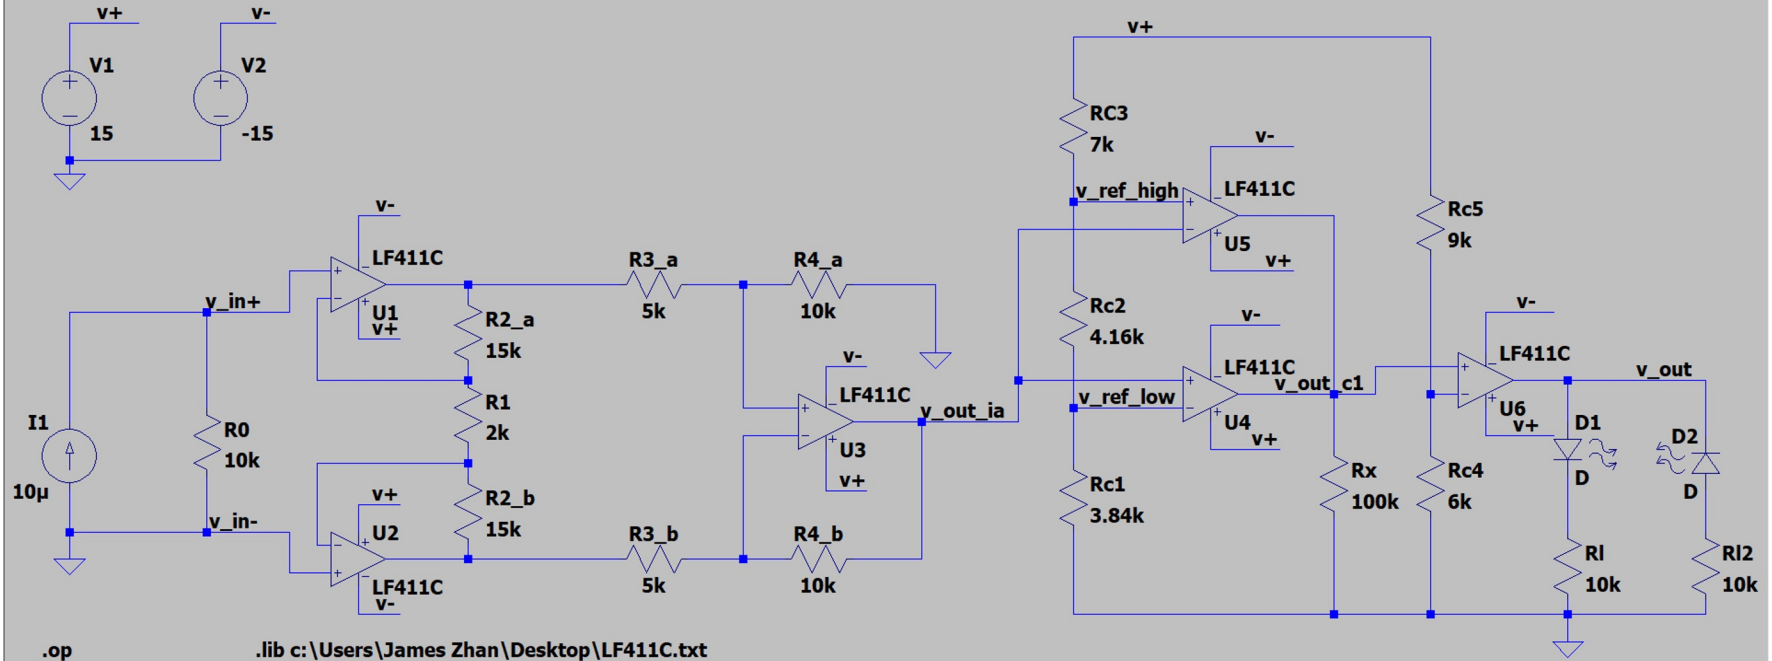 v+
v-
V1
15
V2
-15
v-
LF411C
U1
v+
v_in+
I1
10µ
R0
10k
v_in-
R2_a
15k
R1
2k
R2_b
15k
v+
U2
LF411C
v-
R3_a
5k
R4_a
10k
v-
LF411C
U3
v+
v_out_ia
R3_b
5k
R4_b
10k
v+
RC3
7k
v_ref_high
Rc2
4.16k
v_ref_low
Rc1
3.84k
v-
LF411C
U5
v+
v-
LF411C
U4
v+
v_out_c1
Rx
100k
Rc5
9k
Rc4
6k
v-
LF411C
U6
v+
v_out
D1
D
D2
D
Rl
10k
Rl2
10k
.op
.lib c:\Users\James Zhan\Desktop\LF411C.txt